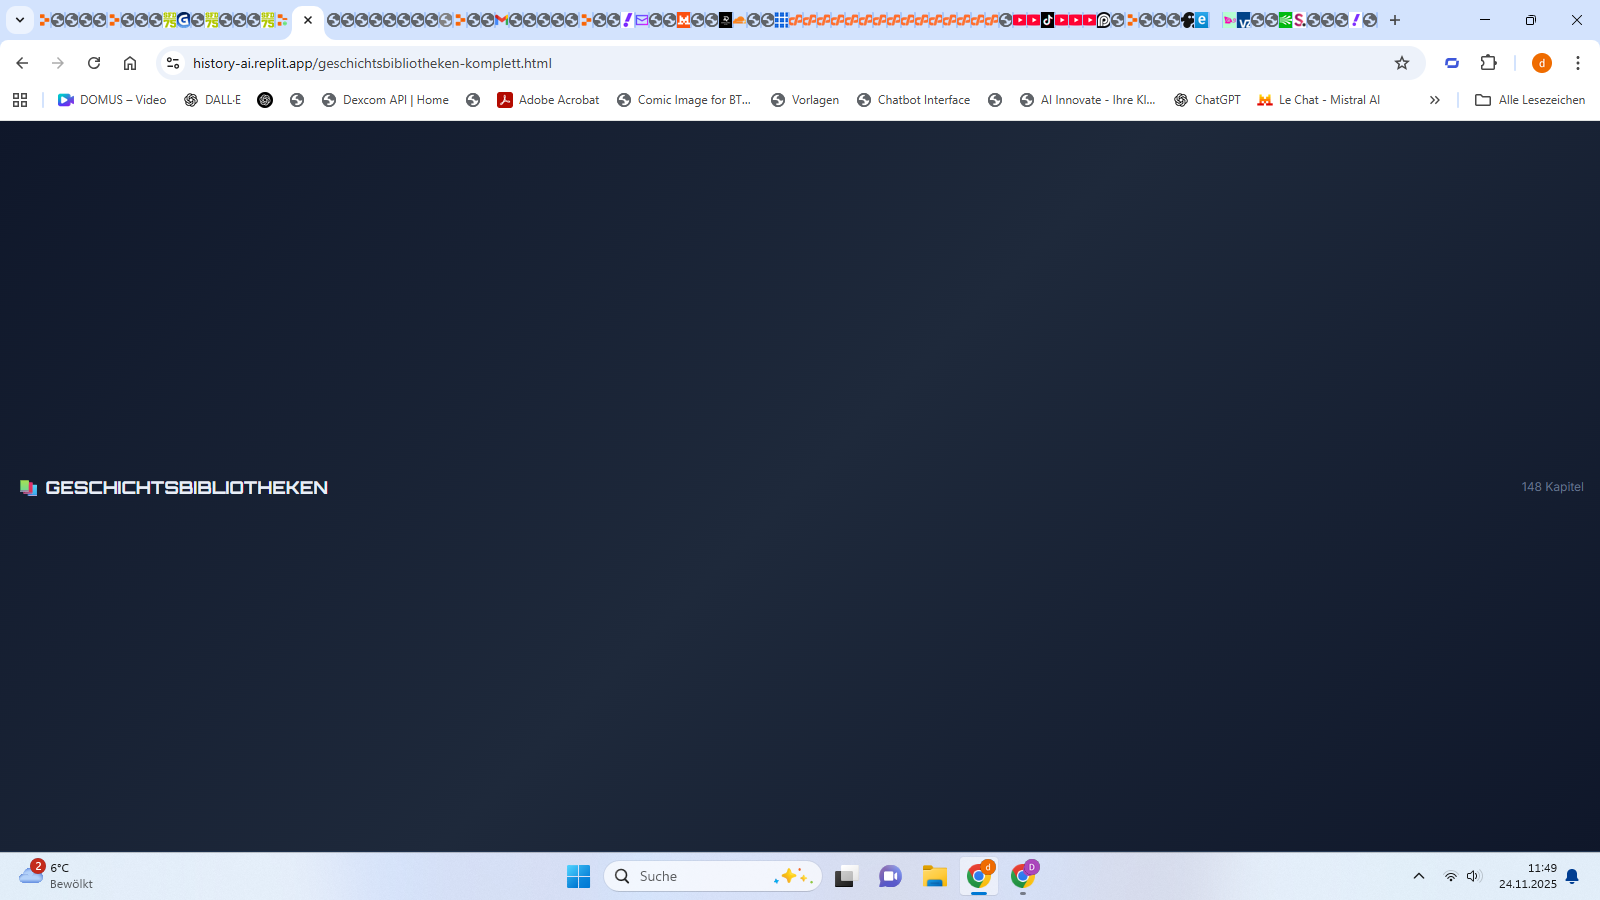 history-ai.replit.app/geschichtsbibliotheken-komplett.html
d
DOMUS – Video
DALL·E
Dexcom API | Home
Adobe Acrobat
Comic Image for BT...
Vorlagen
Chatbot Interface
AI Innovate - Ihre KI...
ChatGPT
Le Chat - Mistral AI
Alle Lesezeichen
GESCHICHTSBIBLIOTHEKEN
148 Kapitel
2
6°C
Bewölkt
Suche
d
D
11:49
24.11.2025